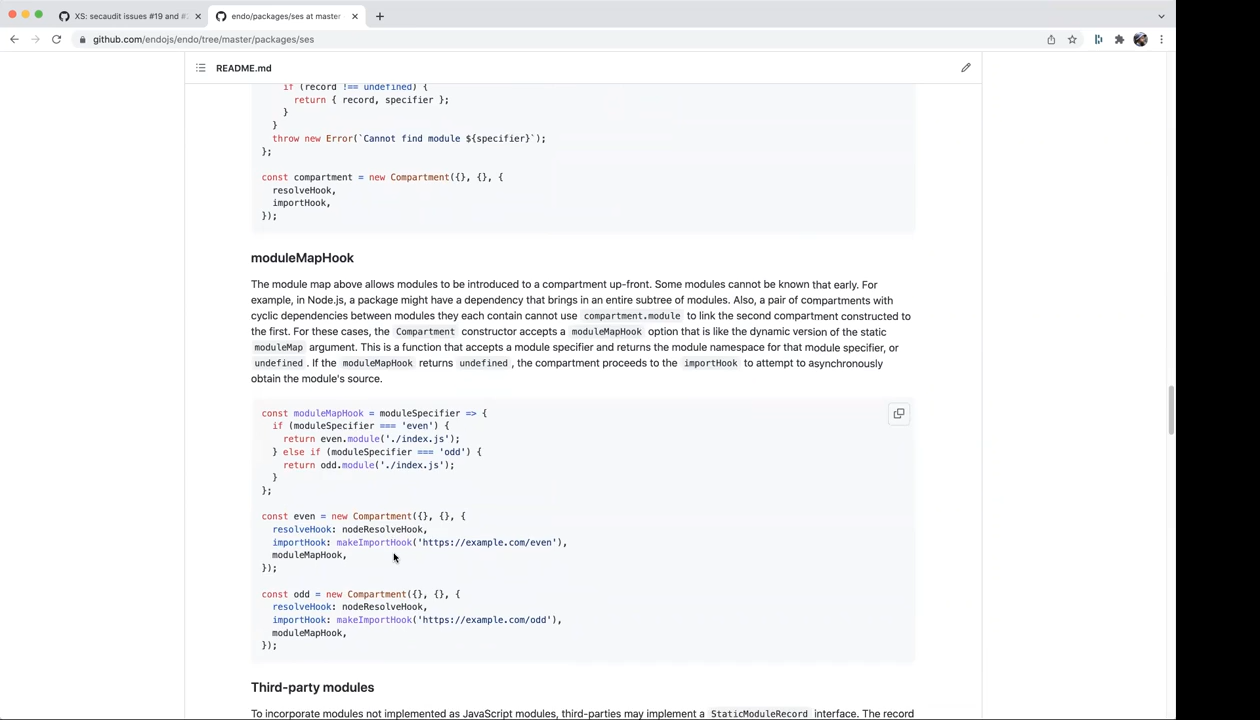 XS: secaudit issues #19 and #
endo/packages/ses at master
github.com/endojs/endo/tree/master/packages/ses
README.md
if (record !== undefined) {
return { record, specifier };
}
}
throw new Error(`Cannot find module ${specifier}`);
};
const compartment = new Compartment({}, {}, {
resolveHook,
importHook,
});
moduleMapHook
The module map above allows modules to be introduced to a compartment up-front. Some modules cannot be known that early. For
example, in Node.js, a package might have a dependency that brings in an entire subtree of modules. Also, a pair of compartments with
cyclic dependencies between modules they each contain cannot use compartment.module to link the second compartment constructed to
the first. For these cases, the Compartment constructor accepts a moduleMapHook option that is like the dynamic version of the static
moduleMap argument. This is a function that accepts a module specifier and returns the module namespace for that module specifier, or
undefined . If the moduleMapHook returns undefined , the compartment proceeds to the importHook to attempt to asynchronously
obtain the module's source.
const moduleMapHook = moduleSpecifier => {
if (moduleSpecifier === 'even') {
return even.module('./index.js');
} else if (moduleSpecifier === 'odd') {
return odd.module('./index.js');
}
};
const even = new Compartment({}, {}, {
resolveHook: nodeResolveHook,
importHook: makeImportHook('https://example.com/even'),
moduleMapHook,
});
const odd = new Compartment({}, {}, {
resolveHook: nodeResolveHook,
importHook: makeImportHook('https://example.com/odd'),
moduleMapHook,
});
Third-party modules
To incorporate modules not implemented as JavaScript modules, third-parties may implement a StaticModuleRecord interface. The record